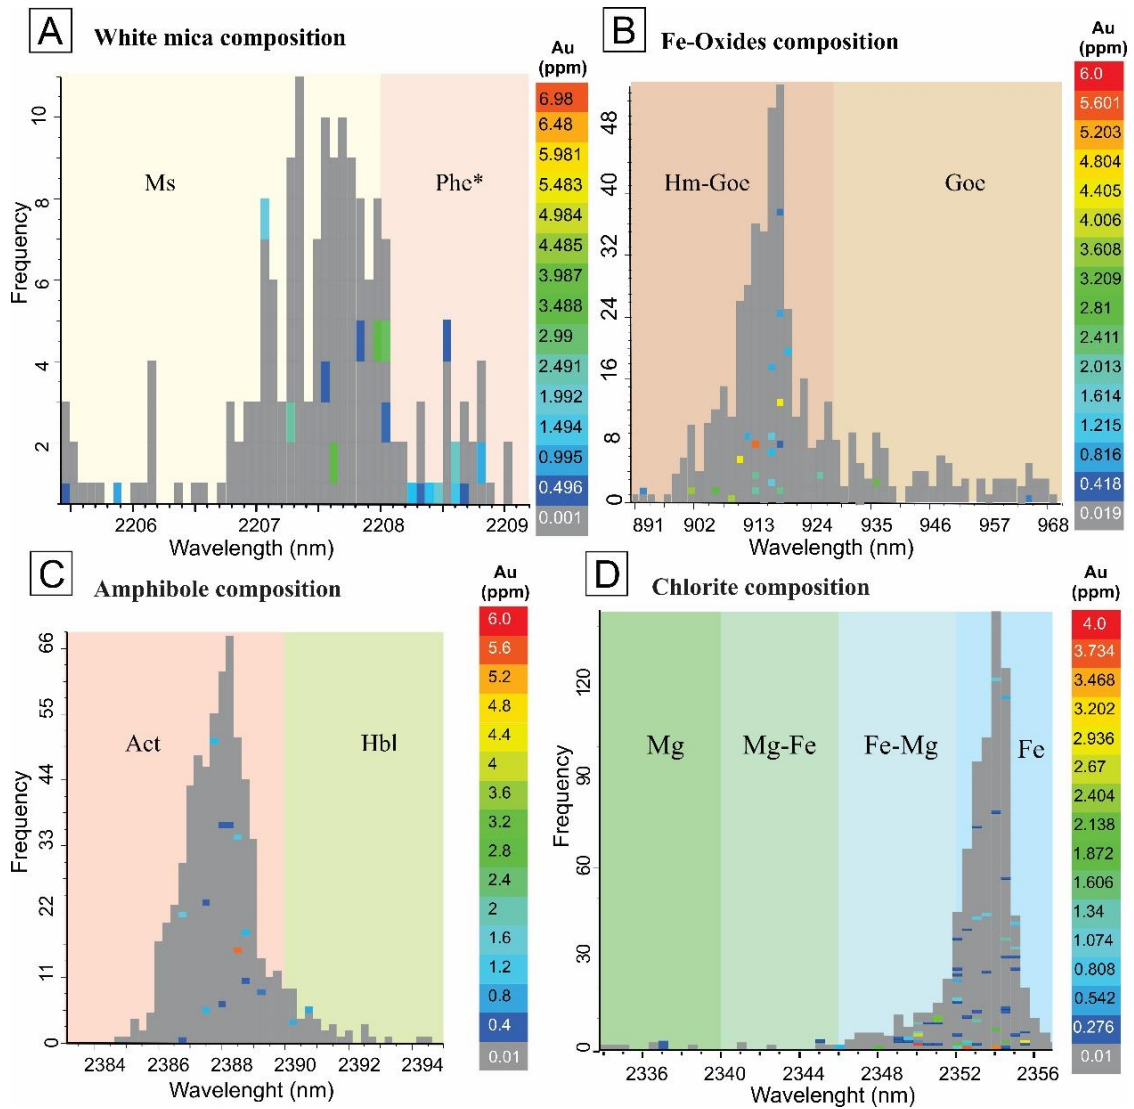 A White mica composition
Au
(ppm)
6.98
6.48
5.981
5.483
4.984
4.485
3.987
3.488
2.99
2.491
1.992
1.494
0.995
0.496
0.001
Frequency
10
8
6
4
2
Ms
Phe*
2206 2207 2208 2209
Wavelength (nm)
B Fe-Oxides composition
Au
(ppm)
6.0
5.601
5.203
4.804
4.405
4.006
3.608
3.209
2.81
2.411
2.013
1.614
1.215
0.816
0.418
0.019
Frequency
48
40
32
24
16
8
0
Hm-Goe
Goe
891 902 913 924 935 946 957 968
Wavelength (nm)
C Amphibole composition
Au
(ppm)
6.0
5.6
5.2
4.8
4.4
4
3.6
3.2
2.8
2.4
2
1.6
1.2
0.8
0.4
0.01
Frequency
66
55
44
33
22
11
0
Act
Hbl
2384 2386 2388 2390 2392 2394
Wavelenght (nm)
D Chlorite composition
Au
(ppm)
4.0
3.734
3.468
3.202
2.936
2.67
2.404
2.138
1.872
1.606
1.34
1.074
0.808
0.542
0.276
0.01
Frequency
120
90
60
30
0
Mg
Mg-Fe
Fe-Mg
Fe
2336 2340 2344 2348 2352 2356
Wavelenght (nm)